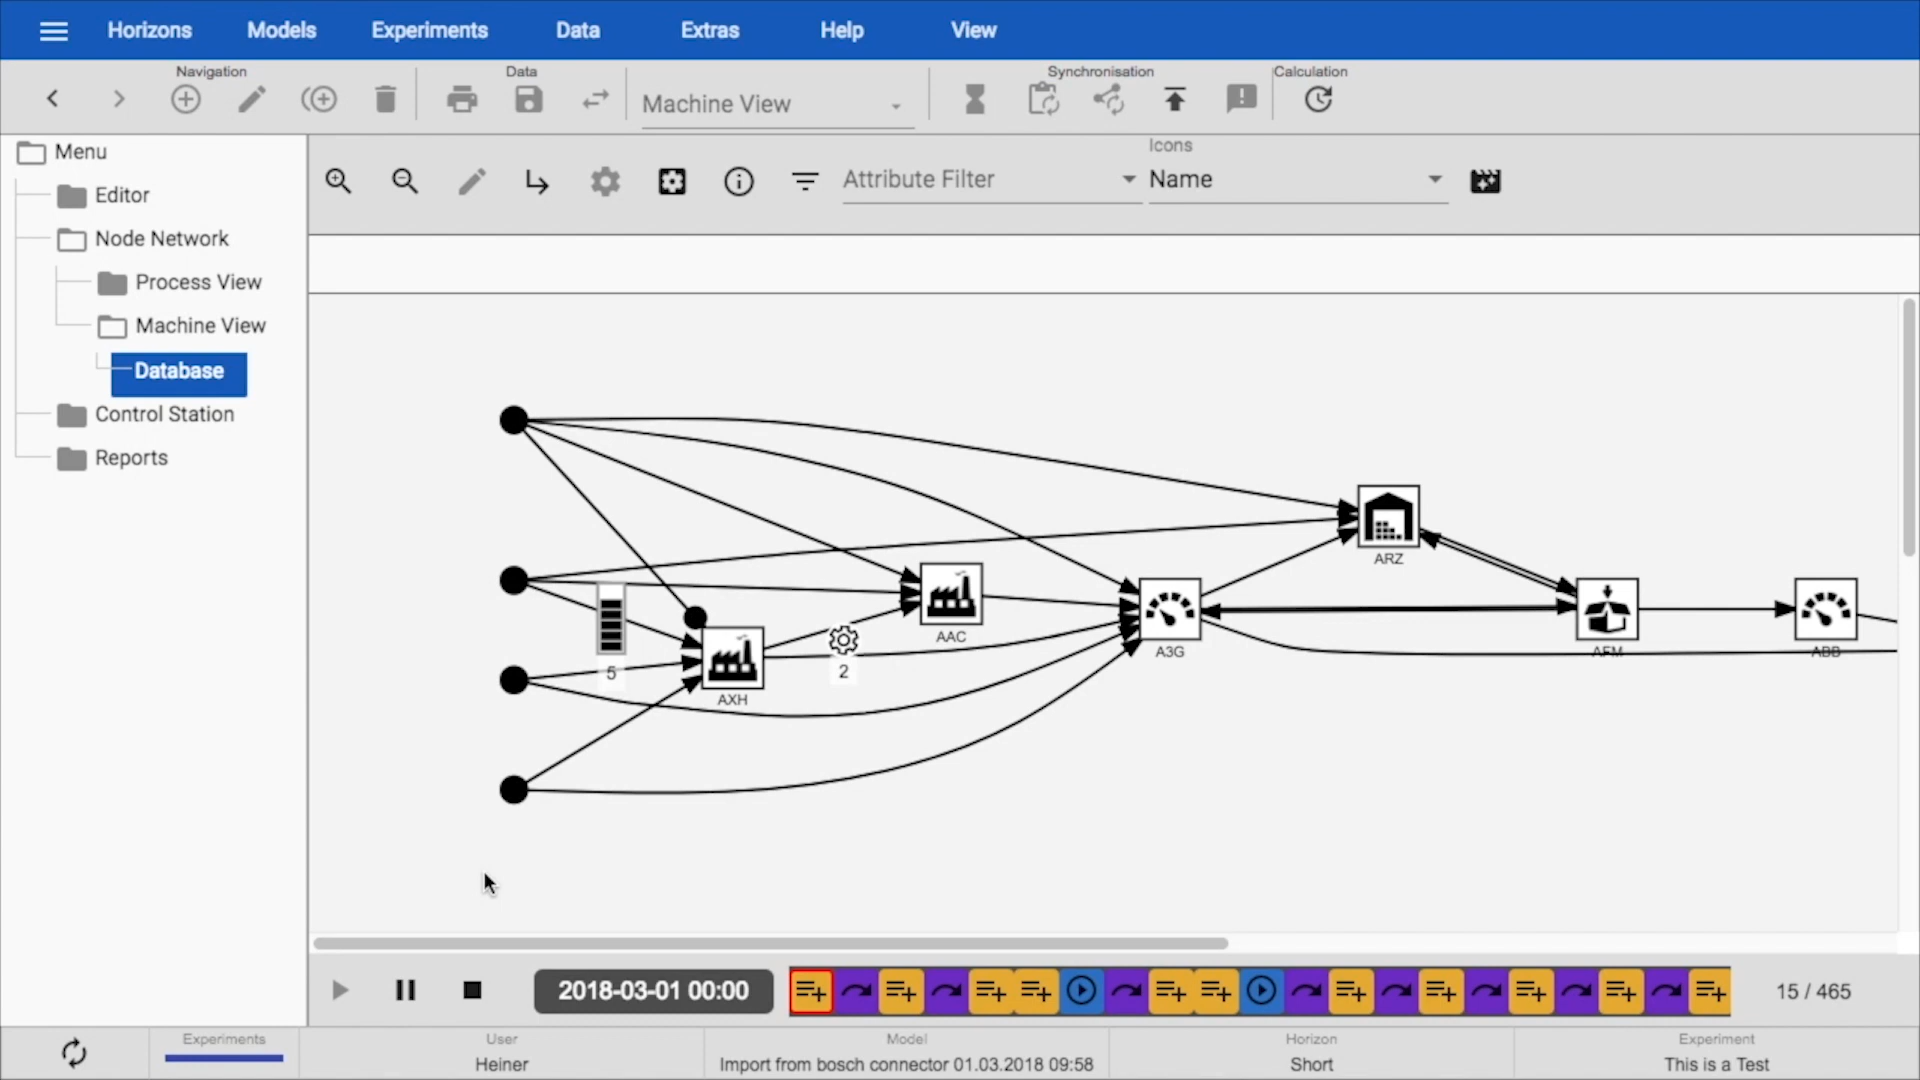 Horizons Models Experiments Data Extras Help View
Navigation Data Synchronisation Calculation
Machine View
Menu
Editor
Node Network
Process View
Machine View
Database
Control Station
Reports
Icons
Attribute Filter Name
ARZ
AAC
A3G
AFM
ABB
5
2
AXH
2018-03-01 00:00
15 / 465
Experiments User Model Horizon Experiment
Heiner Import from bosch connector 01.03.2018 09:58 Short This is a Test